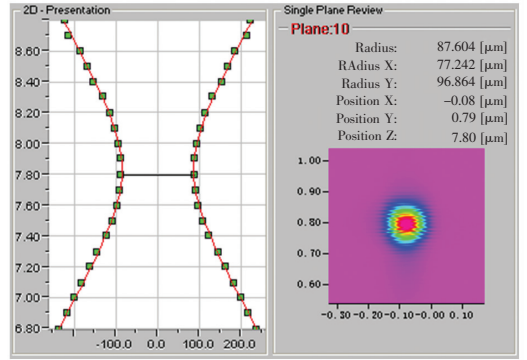 2D - Presentation
8.60
8.40
8.20
8.00
7.80
7.60
7.40
7.20
7.00
6.80
-100.0 0.0 100.0 200.0
Single Plane Review
Plane:10
Radius: 87.604 [μm]
RAdius X: 77.242 [μm]
Radius Y: 96.864 [μm]
Position X: -0.08 [μm]
Position Y: 0.79 [μm]
Position Z: 7.80 [μm]
1.00
0.90
0.80
0.70
0.60
-0.30 -0.20 -0.10 -0.00 0.10